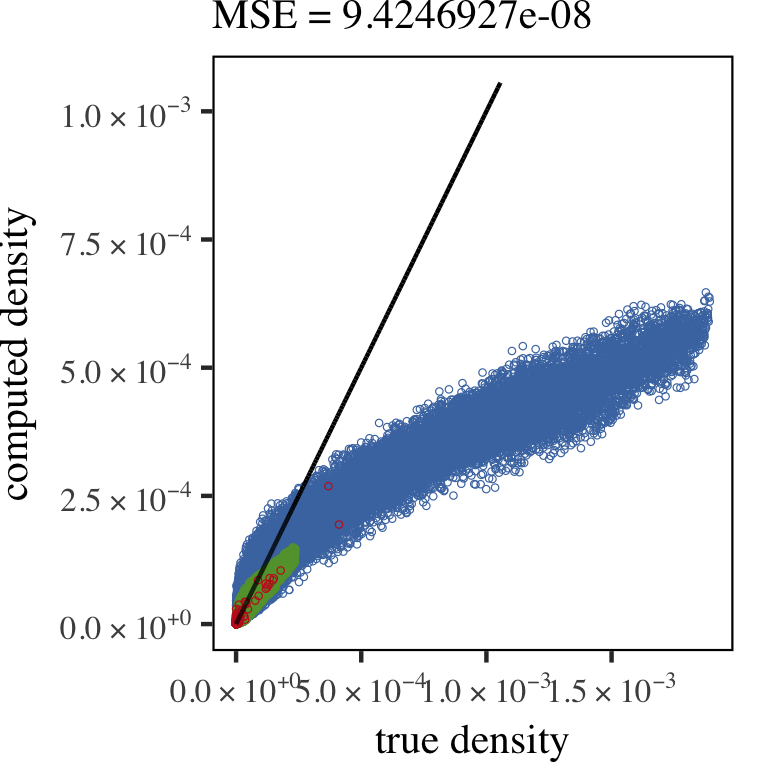 MSE = 9.4246927e-08
computed density
1.0 × 10⁻³
7.5 × 10⁻⁴
5.0 × 10⁻⁴
2.5 × 10⁻⁴
0.0 × 10⁺⁰
0.0 × 10⁺⁰ 5.0 × 10⁻⁴ 1.0 × 10⁻³ 1.5 × 10⁻³
true density